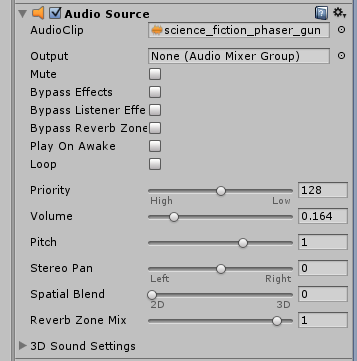 Audio Source
AudioClip science_fiction_phaser_gun
Output None (Audio Mixer Group)
Mute
Bypass Effects
Bypass Listener Effe
Bypass Reverb Zone
Play On Awake
Loop
Priority 128
High Low
Volume 0.164
Pitch 1
Stereo Pan 0
Left Right
Spatial Blend 0
2D 3D
Reverb Zone Mix 1
3D Sound Settings